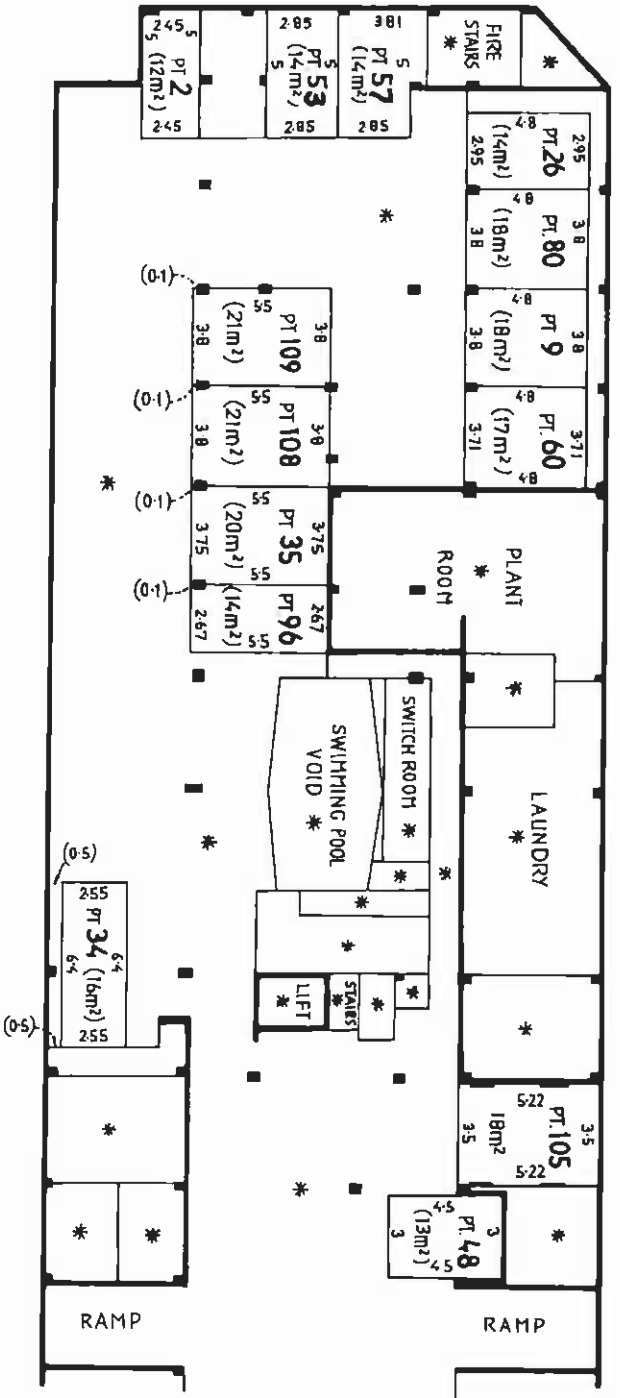 FIRE
STAIRS
*
*
3.81
5
PT 57
(14m²)
2.85
2.85
5
PT 53
5
(14m²)
2.85
2.45
5
5
PT 2
(12m²)
2.45
2.95
4.8
PT. 26
(14m²)
2.95
3.8
4.8
PT. 80
(18m²)
3.8
3.8
4.8
PT 9
(18m²)
3.8
3.71
4.8
PT. 60
(17m²)
4.8
3.71
*
(0.1)
3.8
5.5
PT 109
(21m²)
3.8
(0.1)
3.8
5.5
PT 108
(21m²)
3.8
(0.1)
3.75
5.5
PT 35
(20m²)
5.5
3.75
(0.1)
2.67
PT 96
(14m²)
5.5
2.67
*
PLANT
*
ROOM
*
LAUNDRY
*
SWITCH ROOM
*
SWIMMING POOL
VOID
*
*
*
*
*
*
(0.5)
2.55
6.4
PT 34 (16m²)
6.4
2.55
(0.5)
LIFT
*
STAIRS
*
*
*
*
3.5
5.22
PT. 105
18m²
5.22
3.5
3
4.5
PT. 48
(13m²)
4.5
3
*
*
*
*
*
RAMP
RAMP